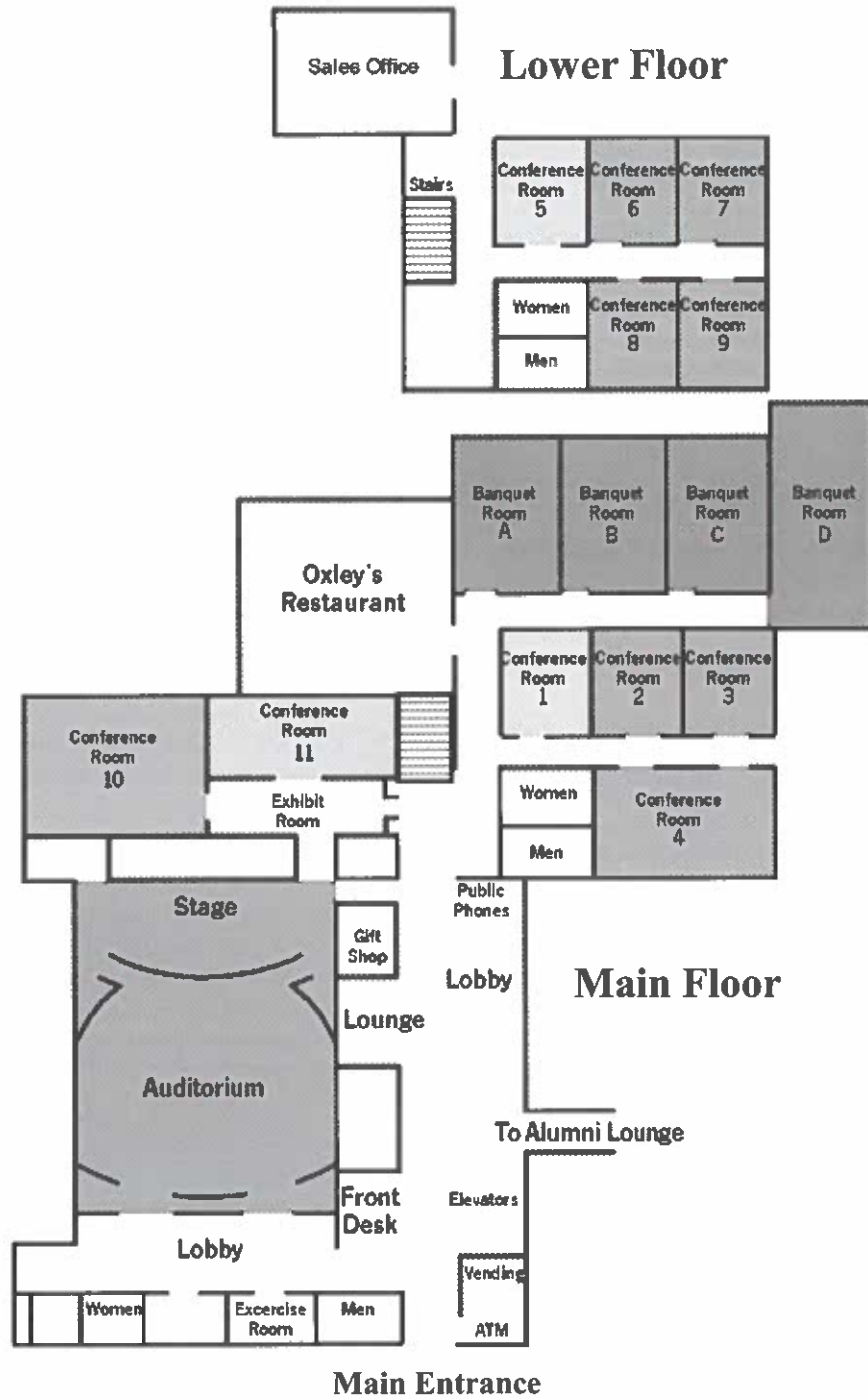 Sales Office
Lower Floor
Stairs
Conference
Room
5
Conference
Room
6
Conference
Room
7
Women
Men
Conference
Room
8
Conference
Room
9
Banquet
Room
A
Banquet
Room
B
Banquet
Room
C
Banquet
Room
D
Oxley's
Restaurant
Conference
Room
1
Conference
Room
2
Conference
Room
3
Conference
Room
10
Conference
Room
11
Exhibit
Room
Women
Men
Conference
Room
4
Stage
Gift
Shop
Public
Phones
Lobby
Main Floor
Lounge
Auditorium
To Alumni Lounge
Front
Desk
Elevators
Lobby
Vending
ATM
Women
Excercise
Room
Men
Main Entrance